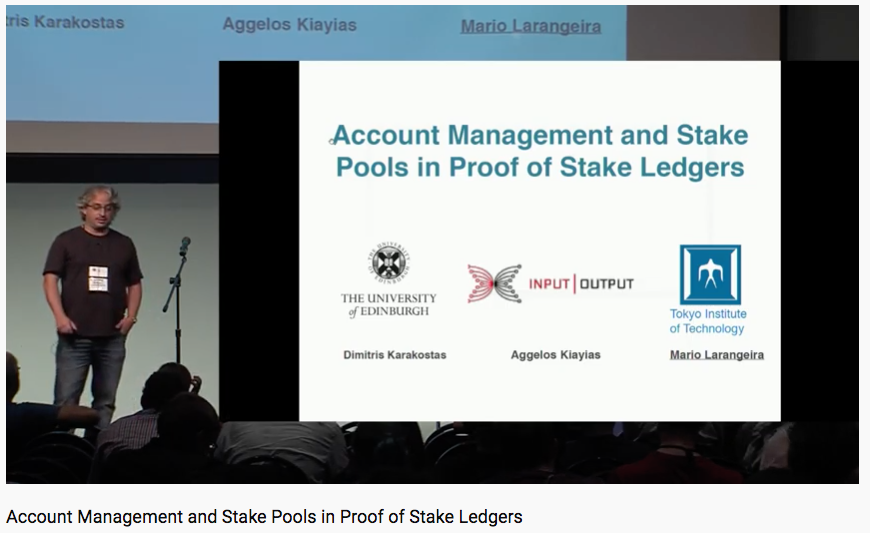 tris Karakostas
Aggelos Kiayias
Mario Larangeira
Account Management and Stake
Pools in Proof of Stake Ledgers
THE UNIVERSITY
of EDINBURGH
INPUT|OUTPUT
Tokyo Institute
of Technology
Dimitris Karakostas
Aggelos Kiayias
Mario Larangeira
Account Management and Stake Pools in Proof of Stake Ledgers